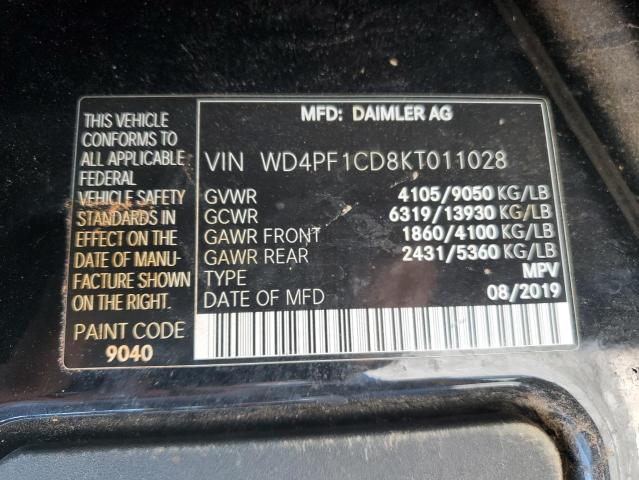 THIS VEHICLE
CONFORMS TO
ALL APPLICABLE
FEDERAL
VEHICLE SAFETY
STANDARDS IN
EFFECT ON THE
DATE OF MANU-
FACTURE SHOWN
ON THE RIGHT.
PAINT CODE
9040
MFD: DAIMLER AG
VIN WD4PF1CD8KT011028
GVWR 4105/9050 KG/LB
GCWR 6319/13930 KG/LB
GAWR FRONT 1860/4100 KG/LB
GAWR REAR 2431/5360 KG/LB
TYPE MPV
DATE OF MFD 08/2019